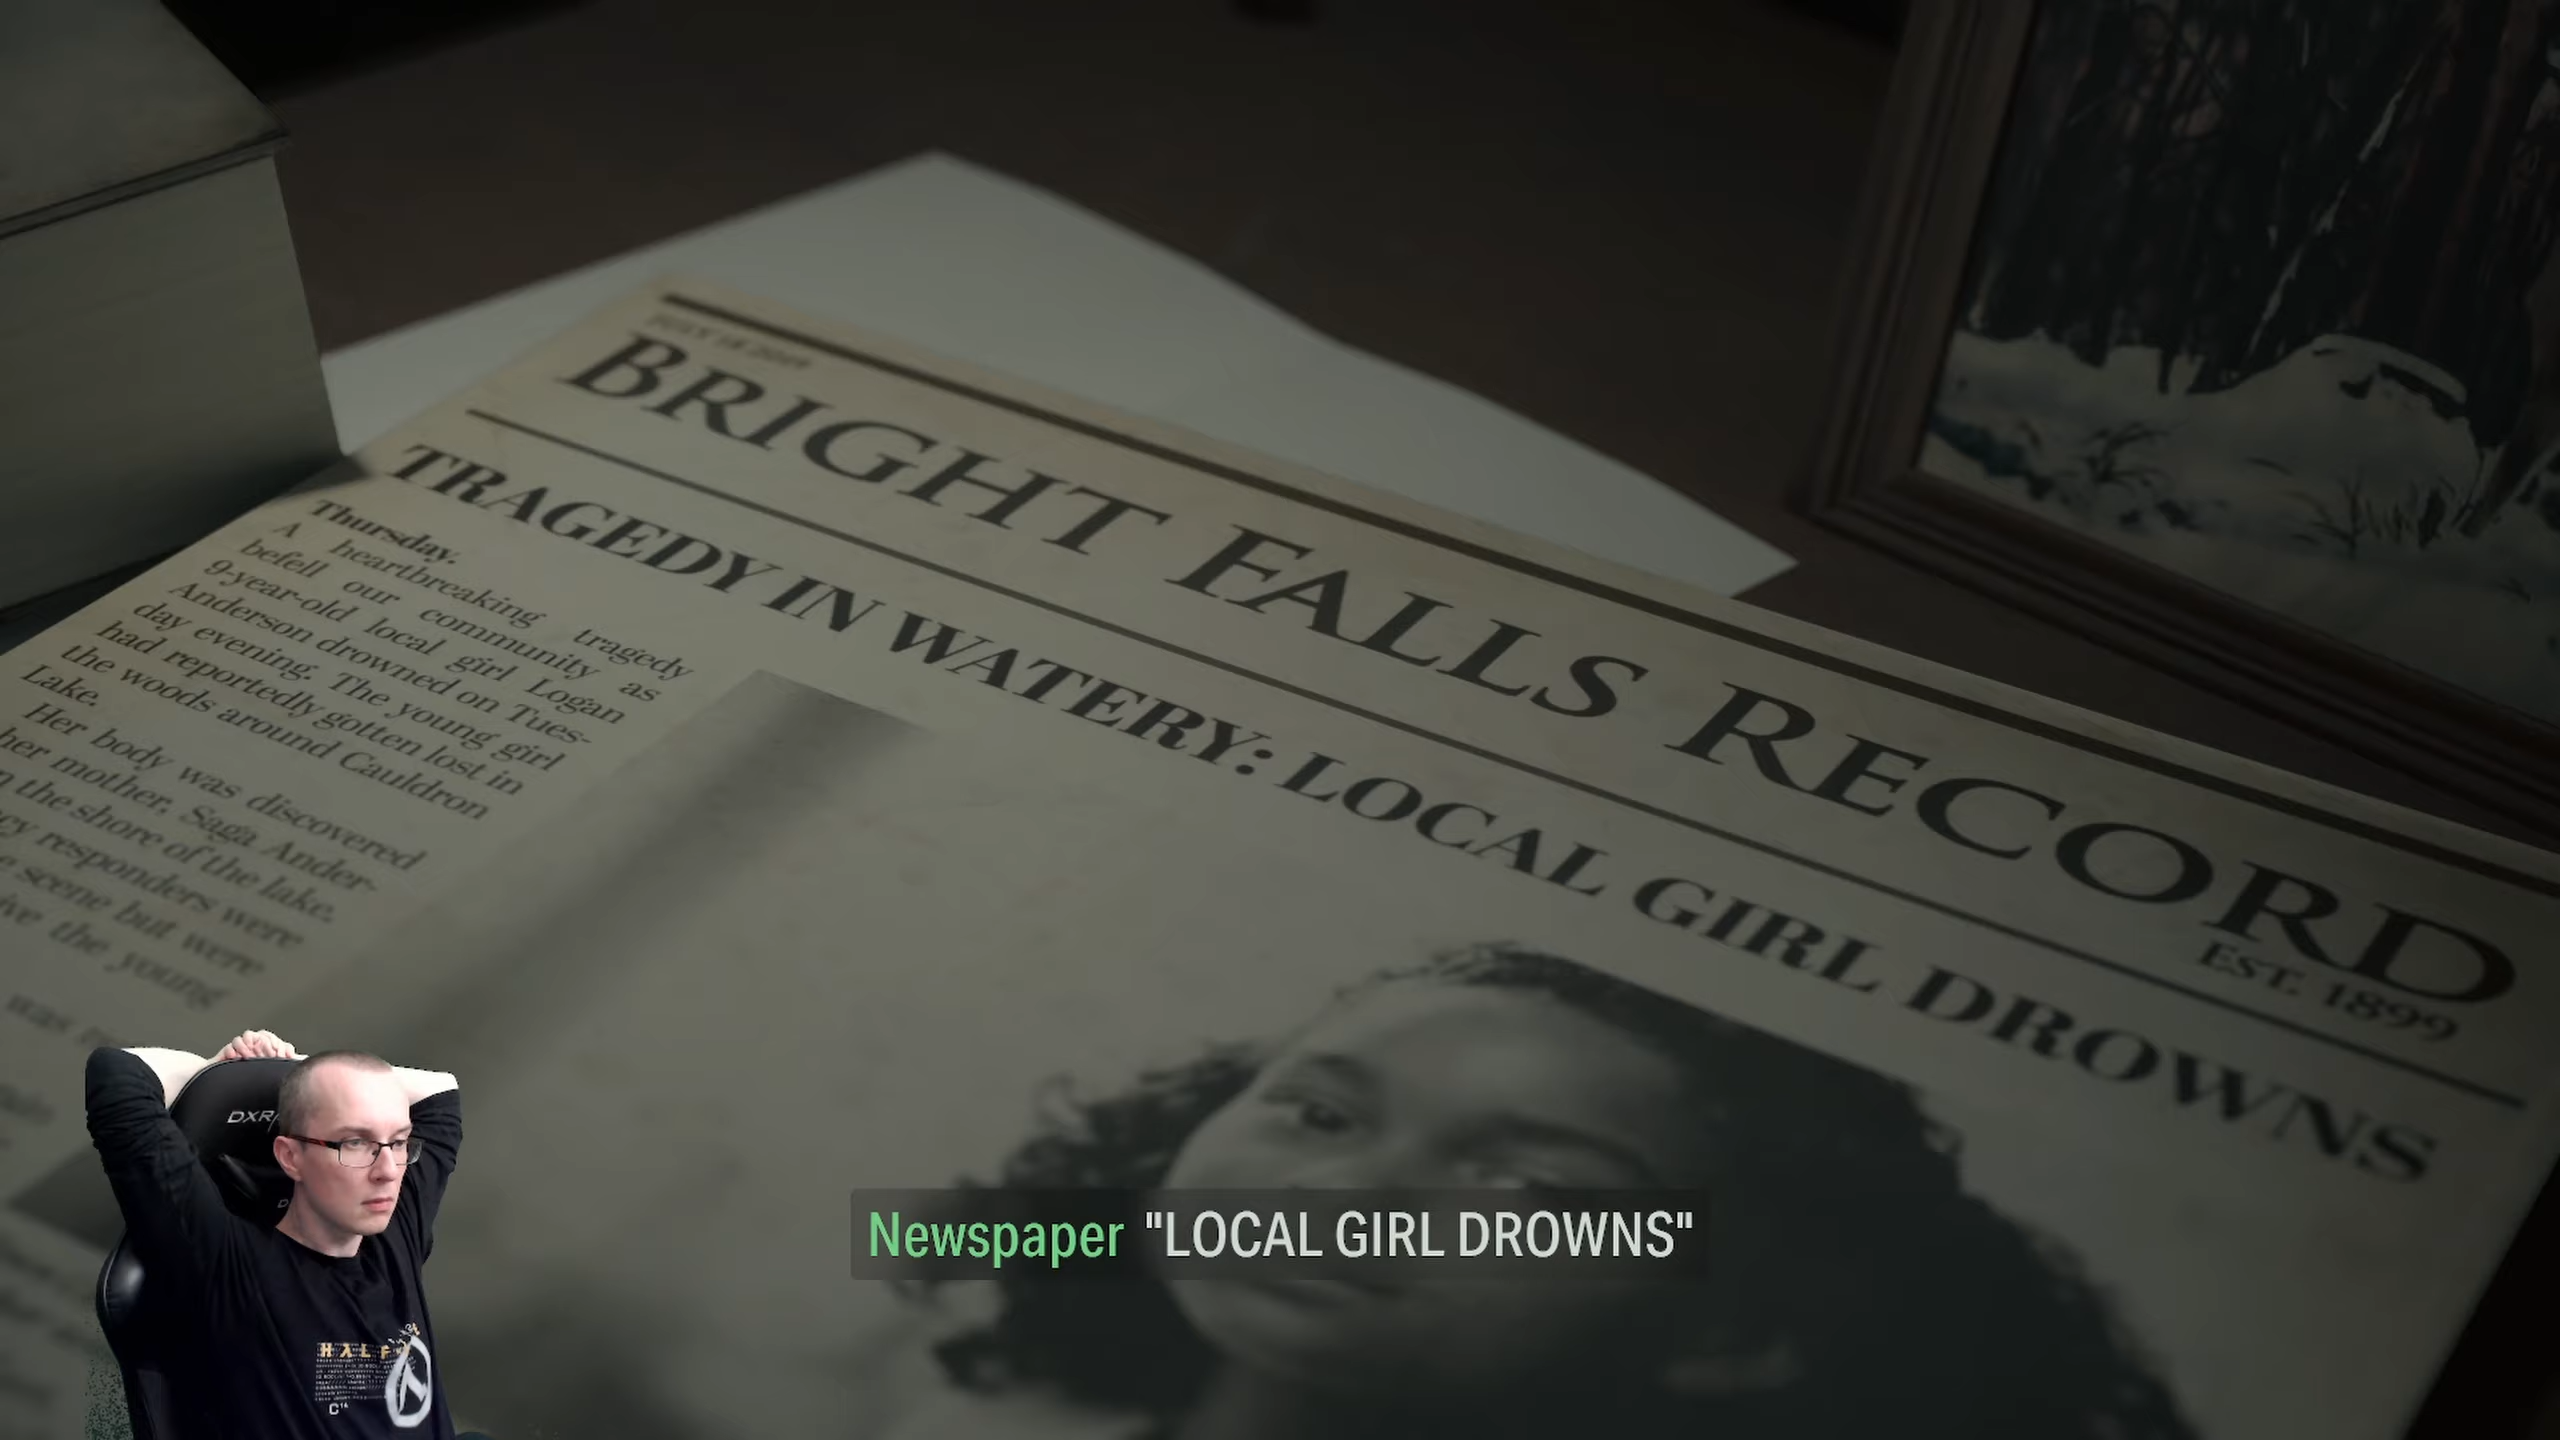 BRIGHT FALLS RECORD
EST. 1899
TRAGEDY IN WATERY: LOCAL GIRL DROWNS
Thursday.
A heartbreaking tragedy
befell our community as
9-year-old local girl Logan
Anderson drowned on Tues-
day evening. The young girl
had reportedly gotten lost in
the woods around Cauldron
Lake.
Her body was discovered
her mother, Saga Ander-
the shore of the lake.
responders were
scene but were
the young
was
DXR
HALF
Newspaper "LOCAL GIRL DROWNS"